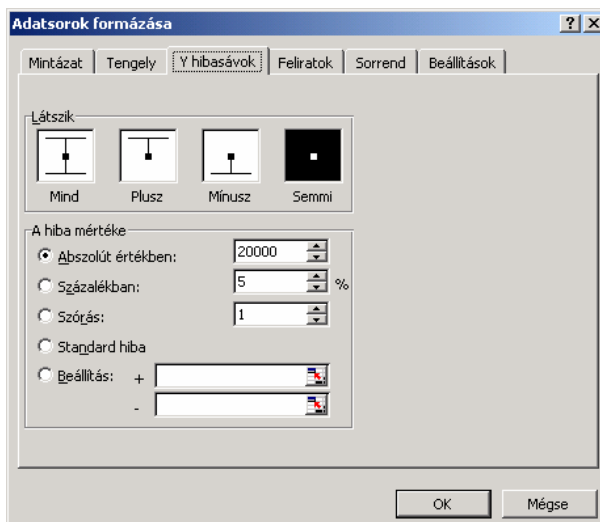 Adatsorok formázása
Mintázat Tengely Y hibasávok Feliratok Sorrend Beállítások
Látszik
Mind Plusz Mínusz Semmi
A hiba mértéke
Abszolút értékben: 20000
Százalékban: 5 %
Szórás: 1
Standard hiba
Beállítás: +
-
OK Mégse